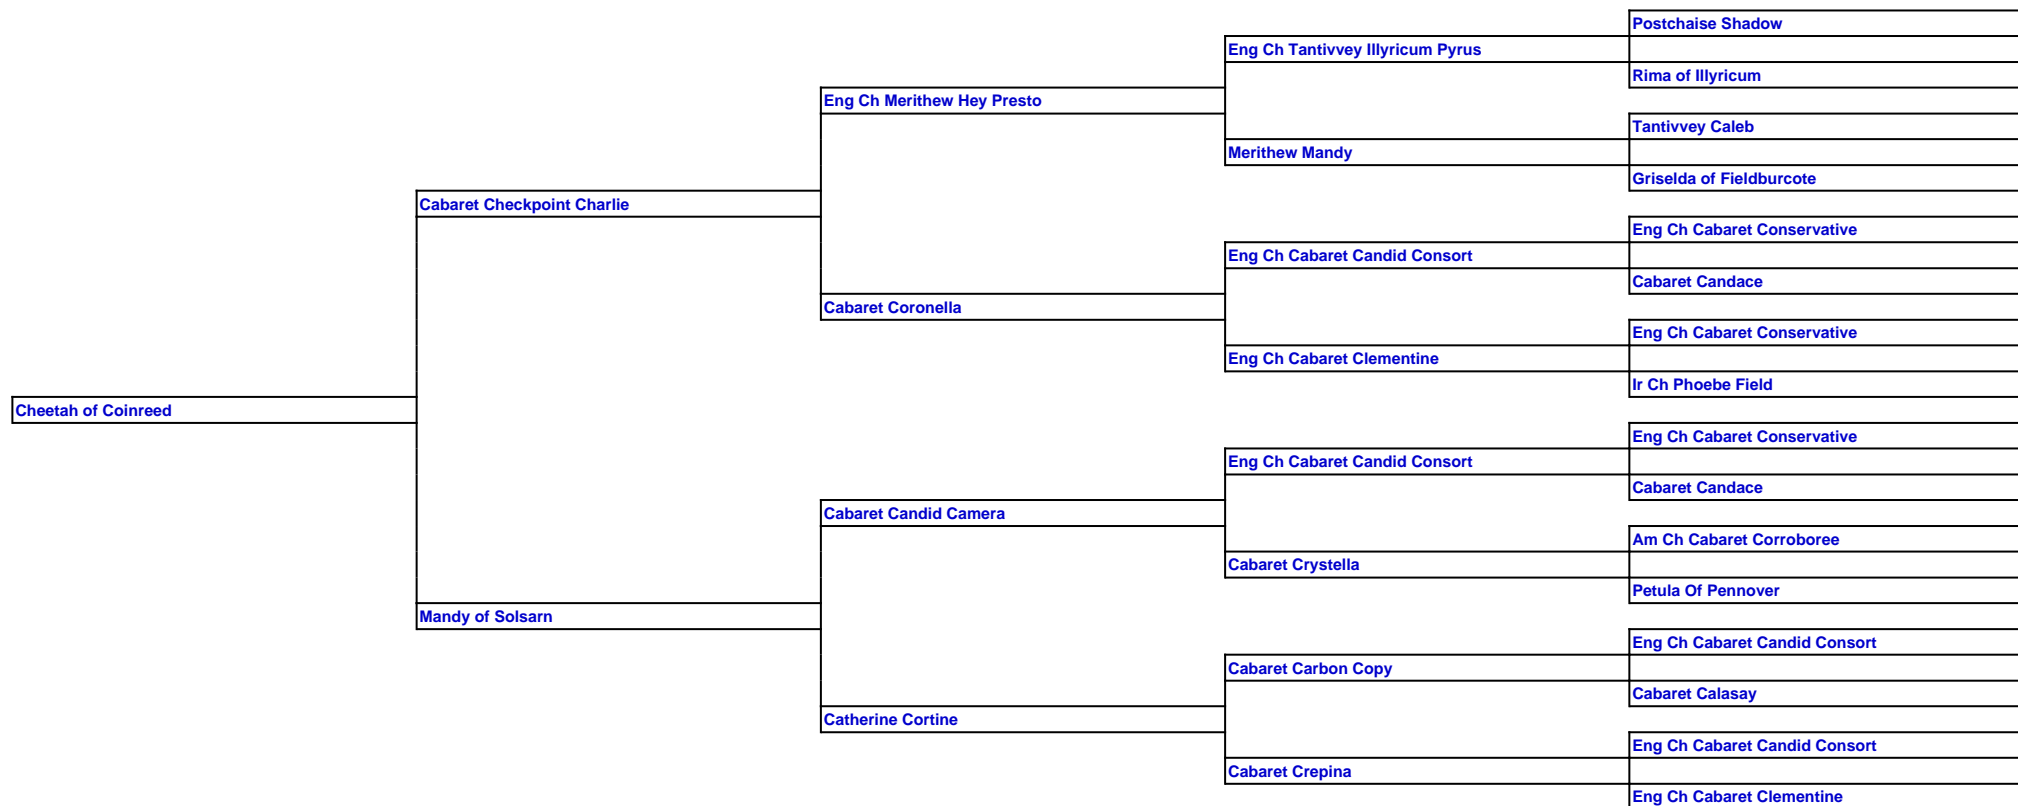 Postchaise Shadow
Eng Ch Tantivvey Illyricum Pyrus
Rima of Illyricum
Eng Ch Merithew Hey Presto
Tantivvey Caleb
Merithew Mandy
Griselda of Fieldburcote
Cabaret Checkpoint Charlie
Eng Ch Cabaret Conservative
Eng Ch Cabaret Candid Consort
Cabaret Candace
Cabaret Coronella
Eng Ch Cabaret Conservative
Eng Ch Cabaret Clementine
Ir Ch Phoebe Field
Cheetah of Coinreed
Eng Ch Cabaret Conservative
Eng Ch Cabaret Candid Consort
Cabaret Candace
Cabaret Candid Camera
Am Ch Cabaret Corroboree
Cabaret Crystella
Petula Of Pennover
Mandy of Solsarn
Eng Ch Cabaret Candid Consort
Cabaret Carbon Copy
Cabaret Calasay
Catherine Cortine
Eng Ch Cabaret Candid Consort
Cabaret Crepina
Eng Ch Cabaret Clementine